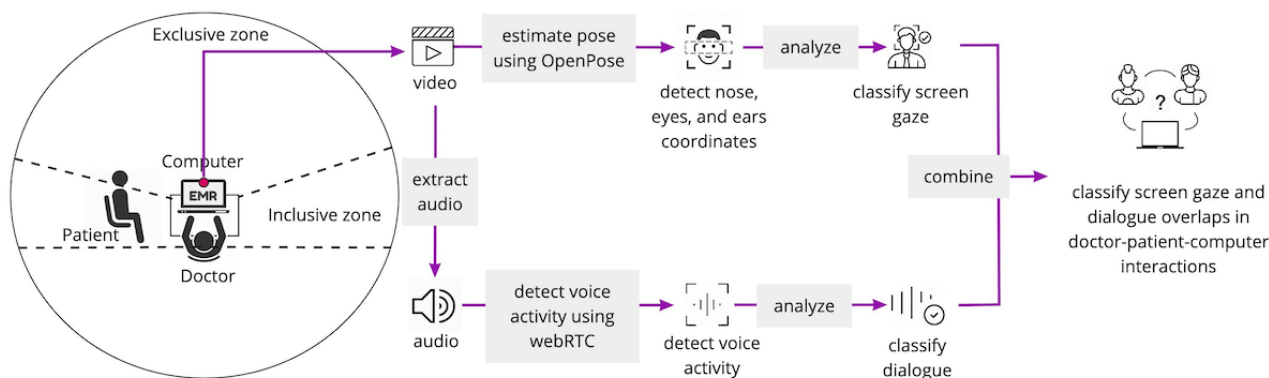 Exclusive zone
Computer
EMR
Inclusive zone
Patient
Doctor
video
estimate pose
using OpenPose
detect nose,
eyes, and ears
coordinates
analyze
classify screen
gaze
extract
audio
audio
detect voice
activity using
webRTC
detect voice
activity
analyze
classify
dialogue
combine
?
classify screen gaze and
dialogue overlaps in
doctor-patient-computer
interactions